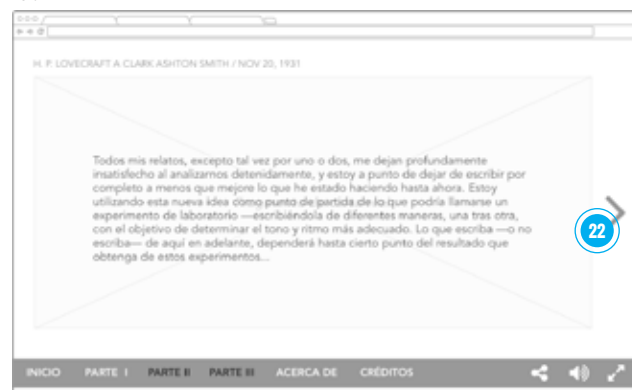 H. P. LOVECRAFT A CLARK ASHTON SMITH / NOV 20, 1931
Todos mis relatos, excepto tal vez por uno o dos, me dejan profundamente
insatisfecho al analizarnos detenidamente, y estoy a punto de dejar de escribir por
completo a menos que mejore lo que he estado haciendo hasta ahora. Estoy
utilizando esta nueva idea como punto de partida de lo que podría llamarse un
experimento de laboratorio —escribiéndola de diferentes maneras, una tras otra,
con el objetivo de determinar el tono y ritmo más adecuado. Lo que escriba —o no
escriba— de aquí en adelante, dependerá hasta cierto punto del resultado que
obtenga de estos experimentos...
22
INICIO PARTE I PARTE II PARTE III ACERCA DE CRÉDITOS